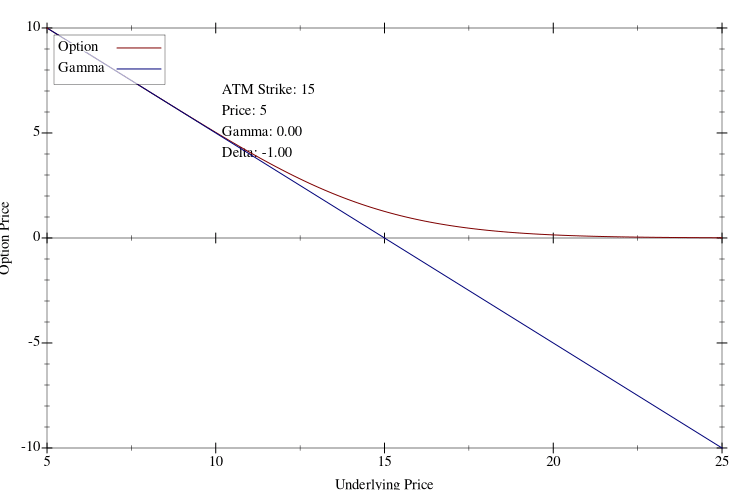 10
Option
Gamma
ATM Strike: 15
Price: 5
Gamma: 0.00
Delta: -1.00
5
0
-5
-10
Option Price
5 10 15 20 25
Underlying Price